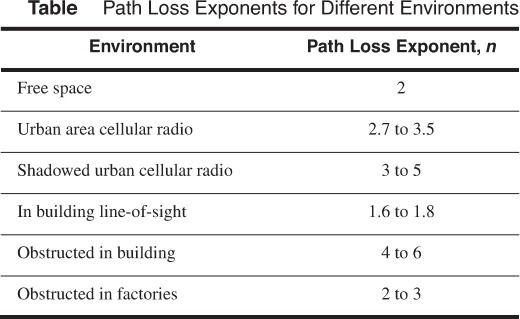 Table Path Loss Exponents for Different Environments
Environment Path Loss Exponent, n
Free space 2
Urban area cellular radio 2.7 to 3.5
Shadowed urban cellular radio 3 to 5
In building line-of-sight 1.6 to 1.8
Obstructed in building 4 to 6
Obstructed in factories 2 to 3